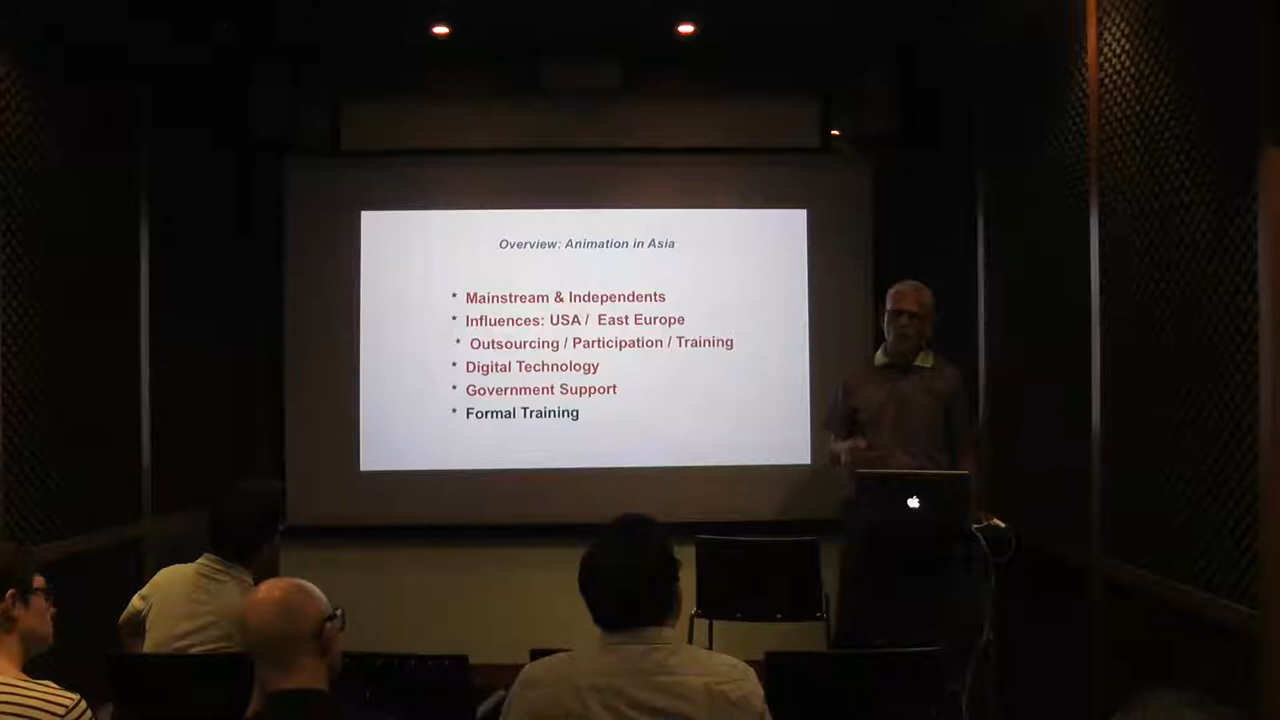 Overview: Animation in Asia
* Mainstream & Independents
* Influences: USA / East Europe
* Outsourcing / Participation / Training
* Digital Technology
* Government Support
* Formal Training